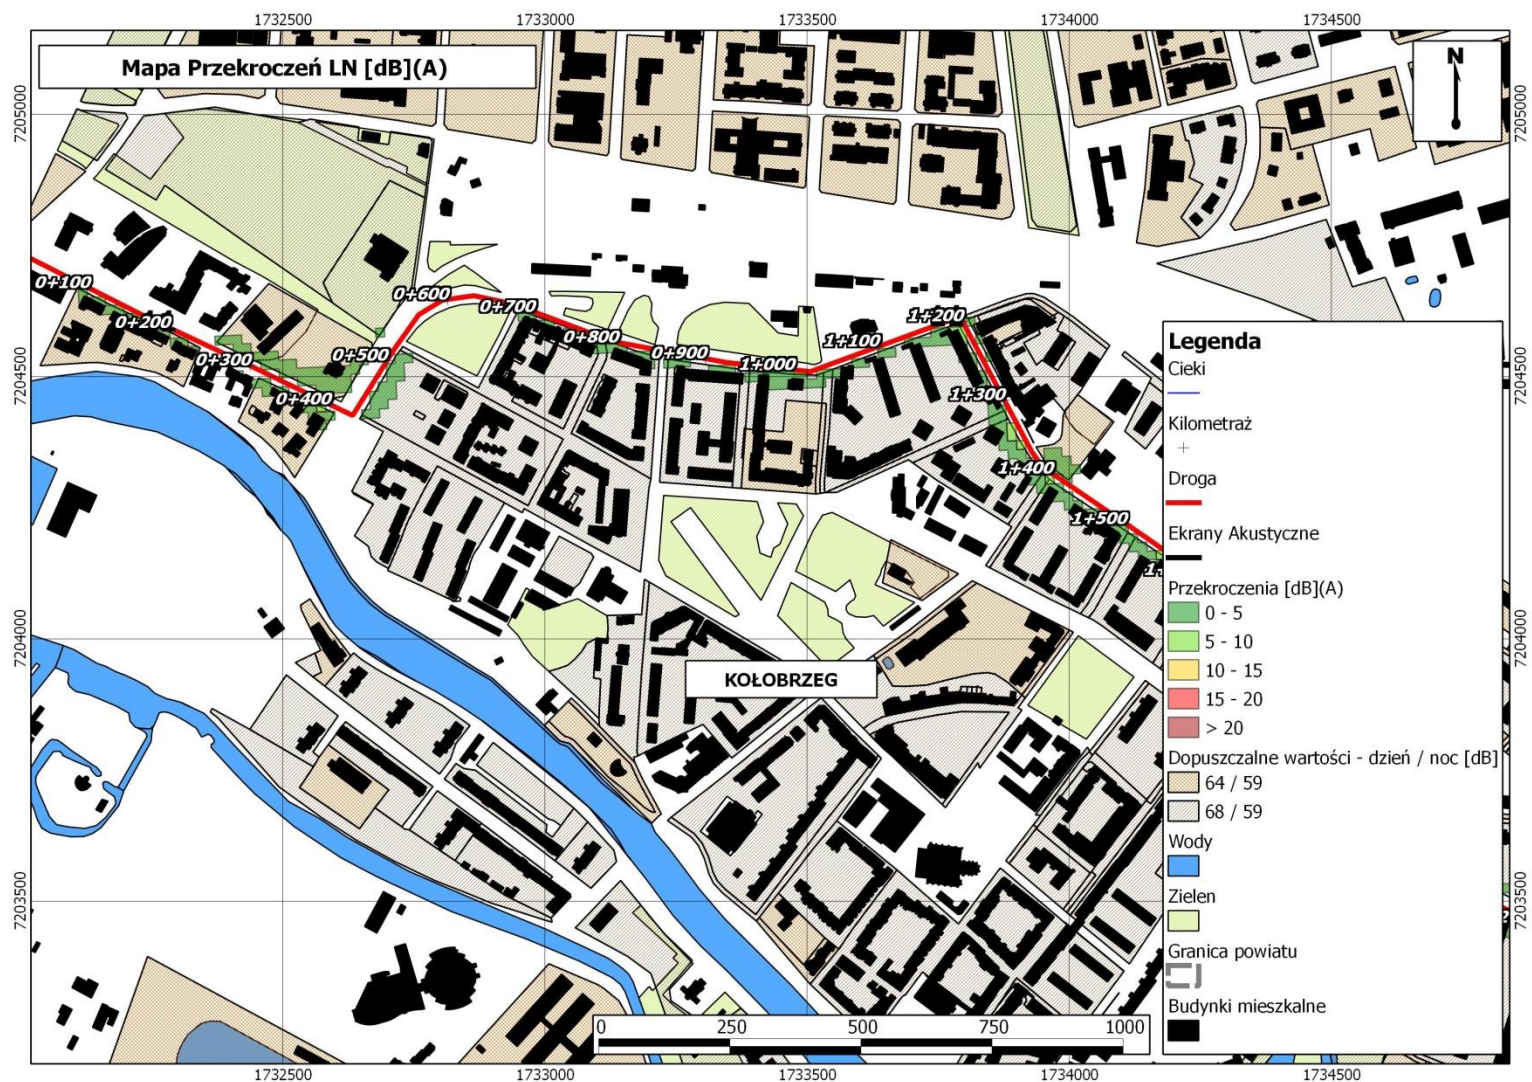 1732500 1733000 1733500 1734000 1734500
Mapa Przekroczeń LN [dB](A)
N
7205000
7205000
0+100
0+200
0+300
0+400
0+500
0+600
0+700
0+800
0+900
1+000
1+100
1+200
1+300
1+400
1+500
7204500
7204500
7204000
7204000
7203500
7203500
KOŁOBRZEG
Legenda
Cieki
Kilometraż
Droga
Ekrany Akustyczne
Przekroczenia [dB](A)
0 - 5
5 - 10
10 - 15
15 - 20
> 20
Dopuszczalne wartości - dzień / noc [dB]
64 / 59
68 / 59
Wody
Zielen
Granica powiatu
Budynki mieszkalne
0 250 500 750 1000
1732500 1733000 1733500 1734000 1734500